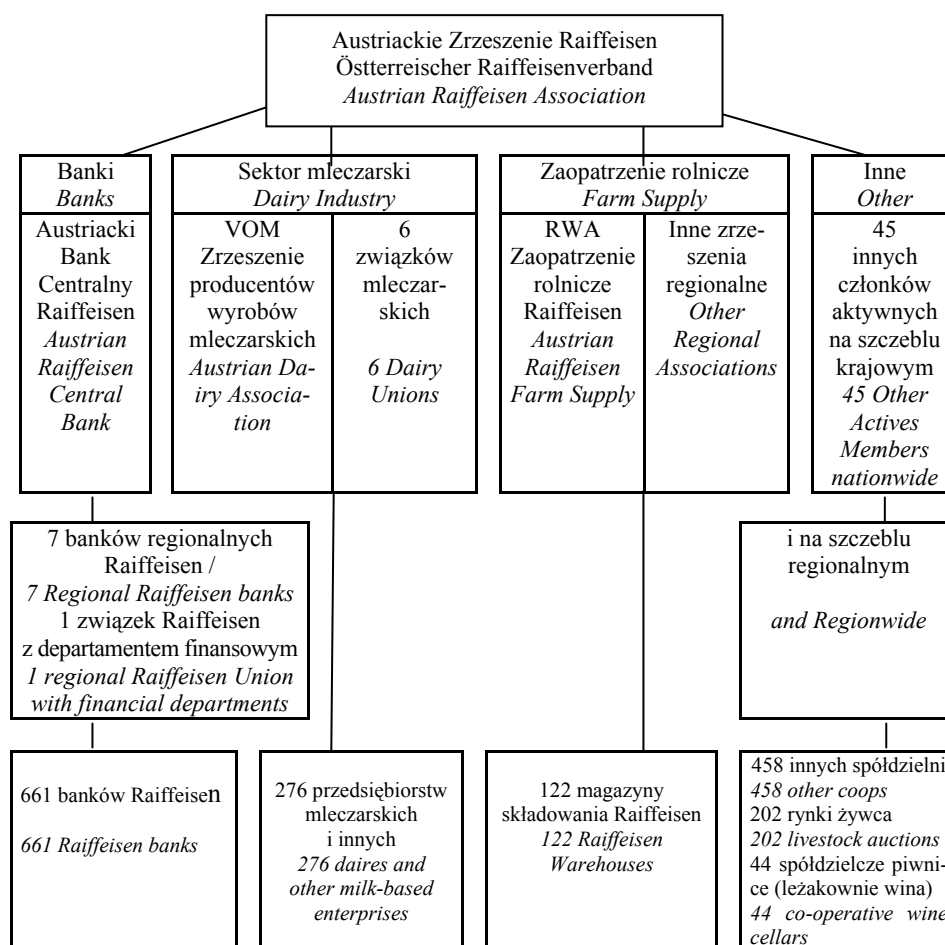 Austriackie Zrzeszenie Raiffeisen
Östterreischer Raiffeisenverband
Austrian Raiffeisen Association
Banki
Banks
Austriacki
Bank
Centralny
Raiffeisen
Austrian
Raiffeisen
Central
Bank
Sektor mleczarski
Dairy Industry
VOM
Zrzeszenie
producentów
wyrobów
mleczarskich
Austrian Da-
iry Associa-
tion
6
związków
mleczar-
skich
6 Dairy
Unions
Zaopatrzenie rolnicze
Farm Supply
RWA
Zaopatrzenie
rolnicze
Raiffeisen
Austrian
Raiffeisen
Farm Supply
Inne zrze-
szenia
regionalne
Other
Regional
Associations
Inne
Other
45
innych
członków
aktywnych
na szczeblu
krajowym
45 Other
Actives
Members
nationwide
7 banków regionalnych
Raiffeisen /
7 Regional Raiffeisen banks
1 związek Raiffeisen
z departamentem finansowym
1 regional Raiffeisen Union
with financial departments
i na szczeblu
regionalnym
and Regionwide
661 banków Raiffeisen
661 Raiffeisen banks
276 przedsiębiorstw
mleczarskich
i innych
276 daires and
other milk-based
enterprises
122 magazyny
składowania Raiffeisen
122 Raiffeisen
Warehouses
458 innych spółdzielni
458 other coops
202 rynki żywca
202 livestock auctions
44 spółdzielcze piwni-
ce (leżakownie wina)
44 co-operative wine
cellars